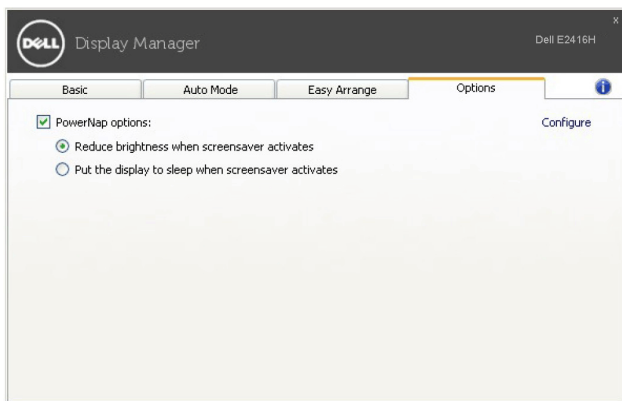 x
DELL Display Manager Dell E2416H
Basic Auto Mode Easy Arrange Options i
PowerNap options: Configure
Reduce brightness when screensaver activates
Put the display to sleep when screensaver activates